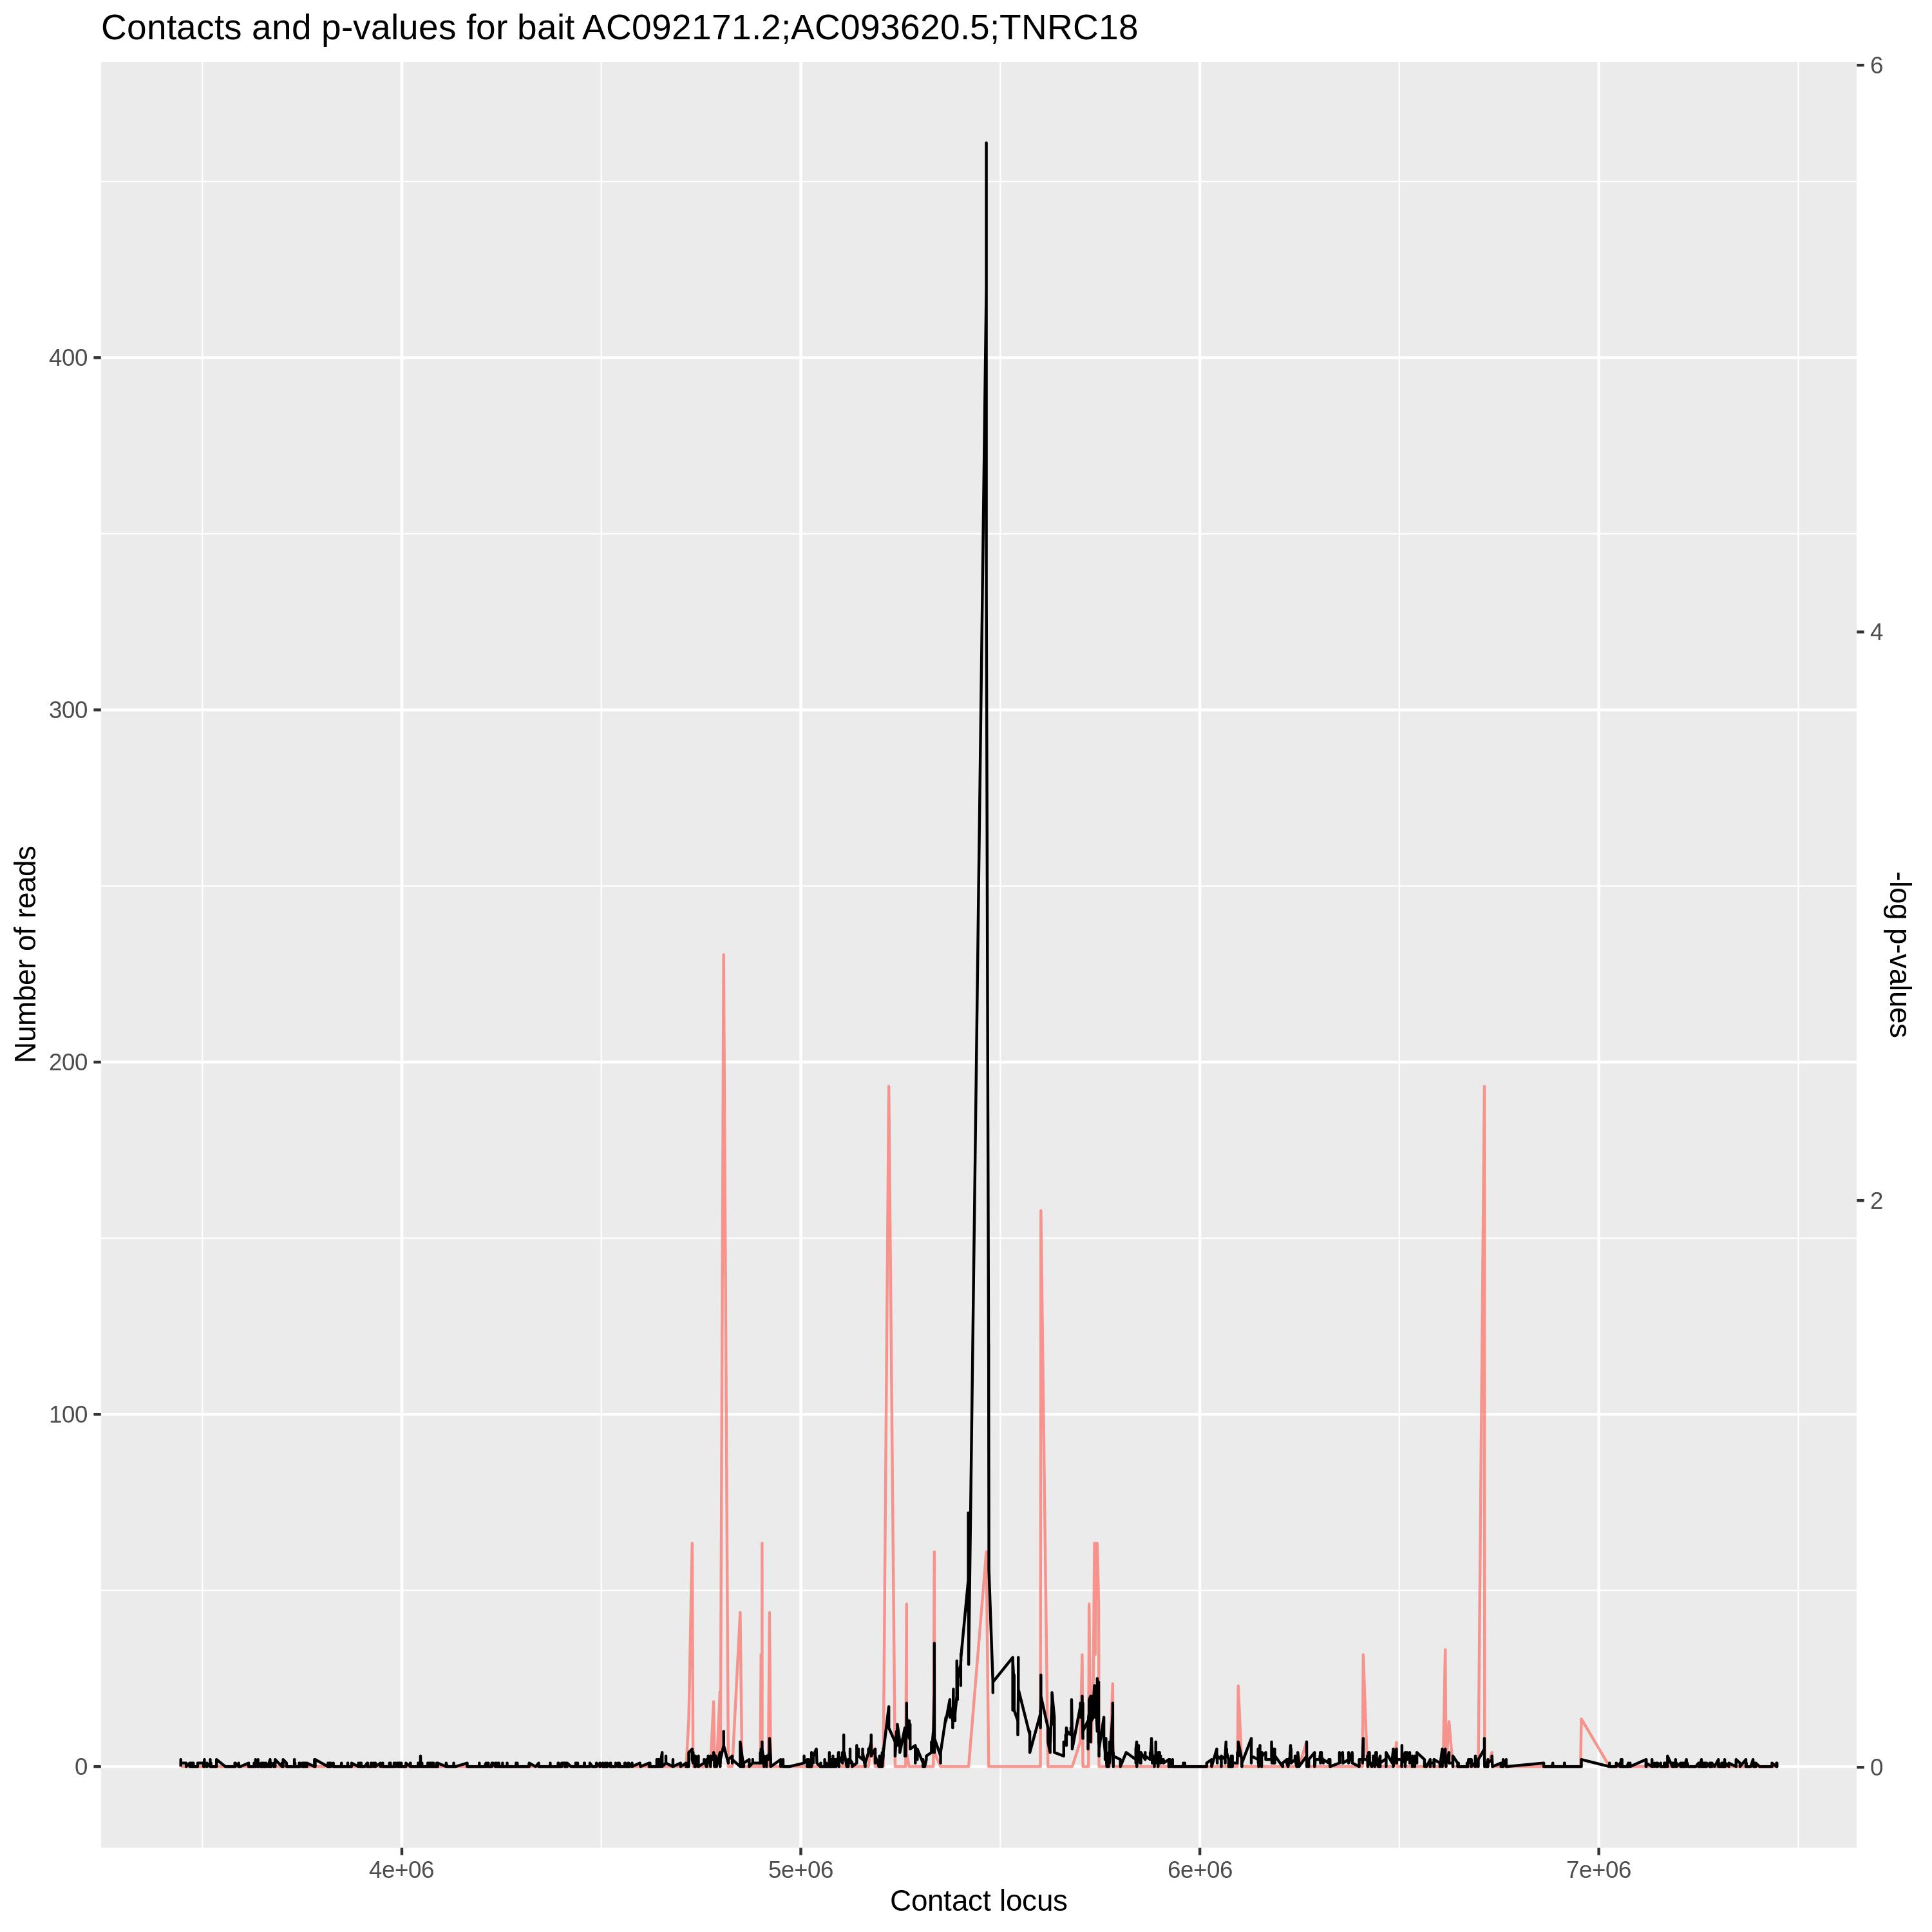 Contacts and p-values for bait AC092171.2;AC093620.5;TNRC18
Number of reads
400
300
200
100
0
6
4
2
0
-log p-values
4e+06
5e+06
6e+06
7e+06
Contact locus